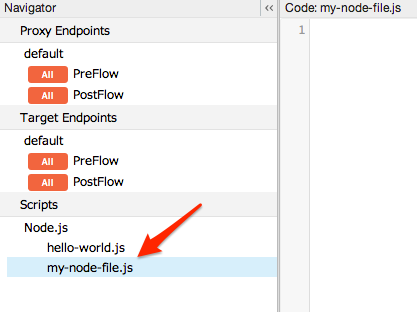 Navigator
<<
Code: my-node-file.js
Proxy Endpoints
1
default
All PreFlow
All PostFlow
Target Endpoints
default
All PreFlow
All PostFlow
Scripts
Node.js
hello-world.js
my-node-file.js